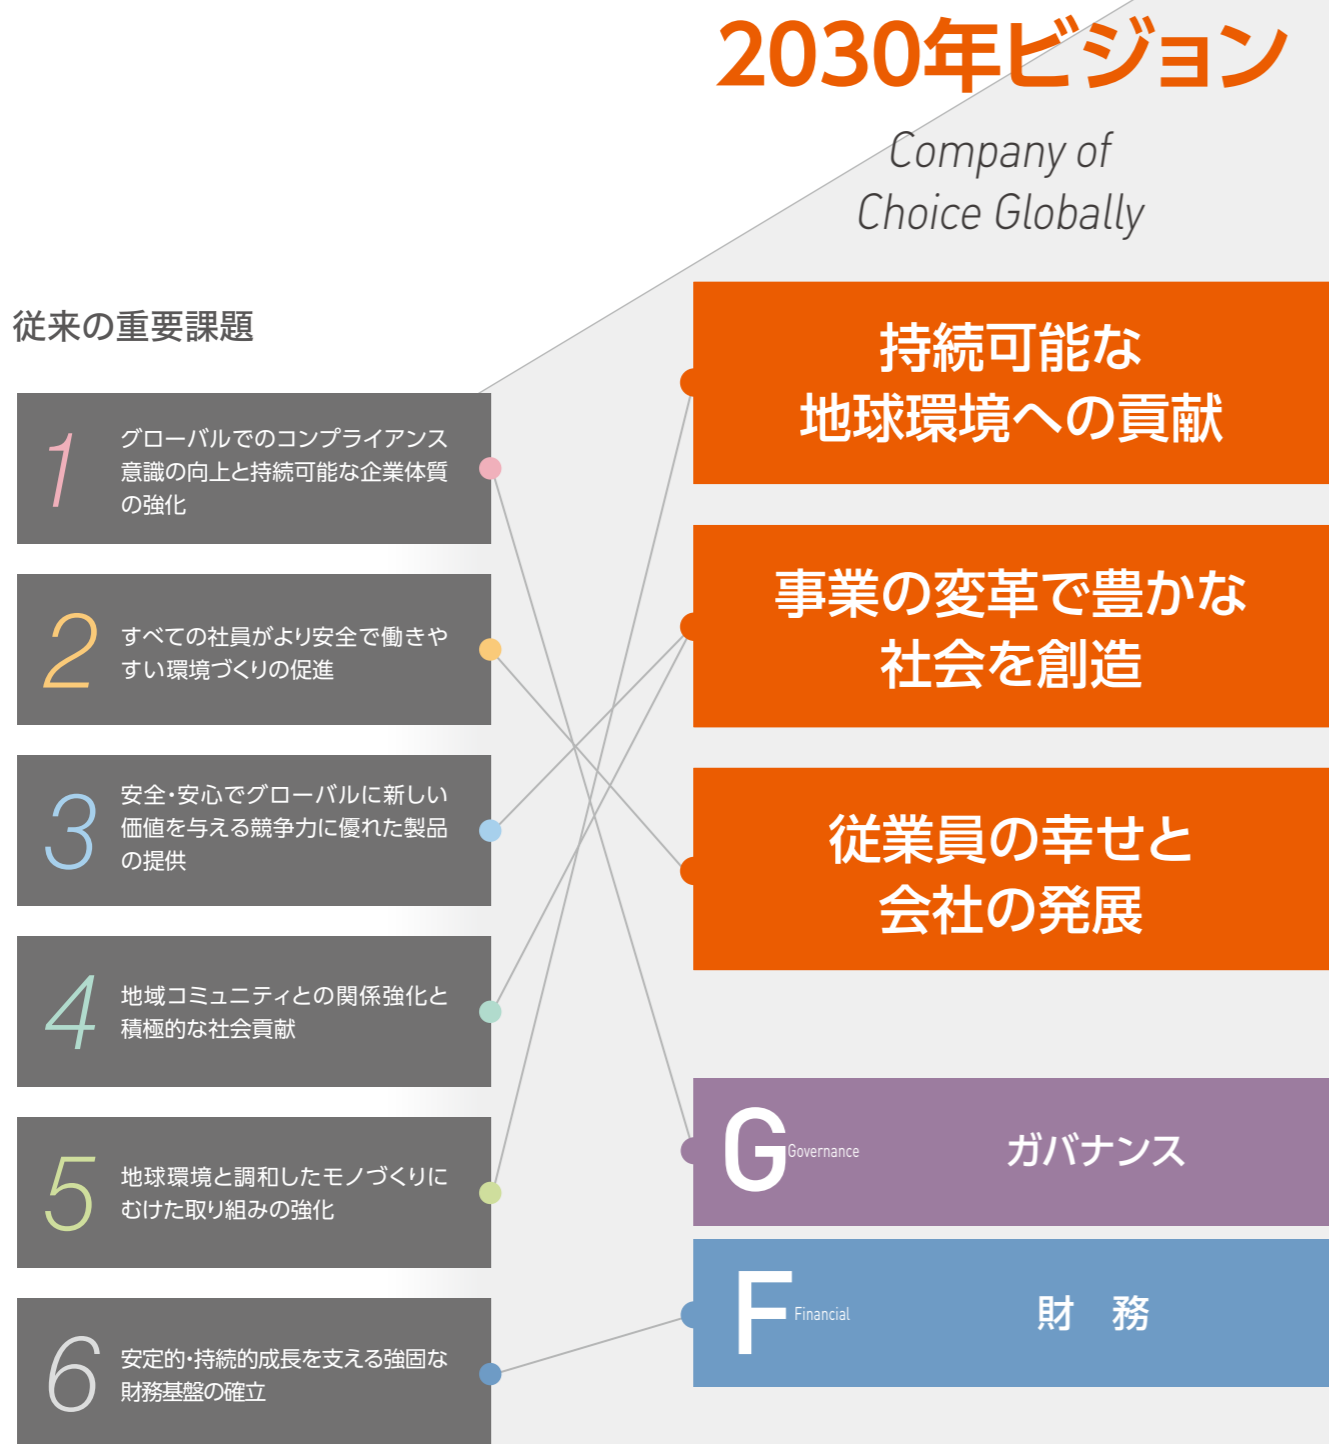 2030年ビジョン
Company of
Choice Globally
従来の重要課題
1
グローバルでのコンプライアンス
意識の向上と持続可能な企業体質
の強化
2
すべての社員がより安全で働きや
すい環境づくりの促進
3
安全・安心でグローバルに新しい
価値を与える競争力に優れた製品
の提供
4
地域コミュニティとの関係強化と
積極的な社会貢献
5
地球環境と調和したモノづくりに
むけた取り組みの強化
6
安定的・持続的成長を支える強固な
財務基盤の確立
持続可能な
地球環境への貢献
事業の変革で豊かな
社会を創造
従業員の幸せと
会社の発展
G Governance ガバナンス
F Financial 財 務